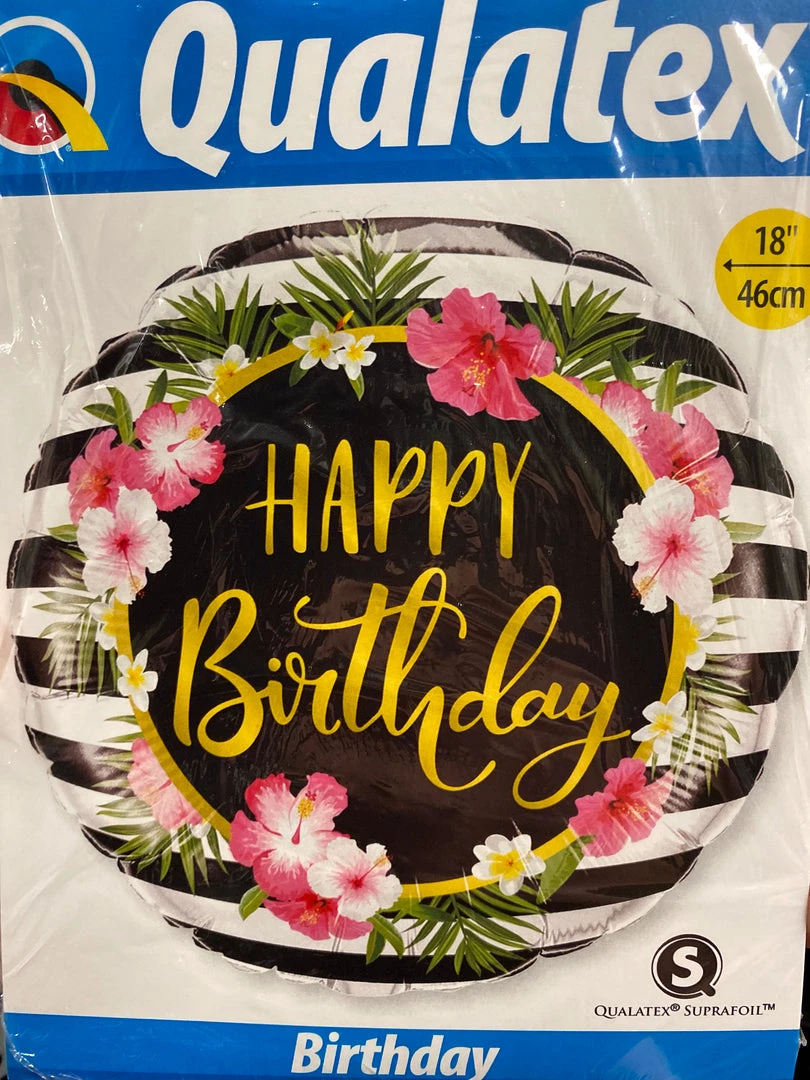 Qualatex
18"
46cm
HAPPY
Birthday
S
QUALATEX® SUPRAFOIL™
Birthday